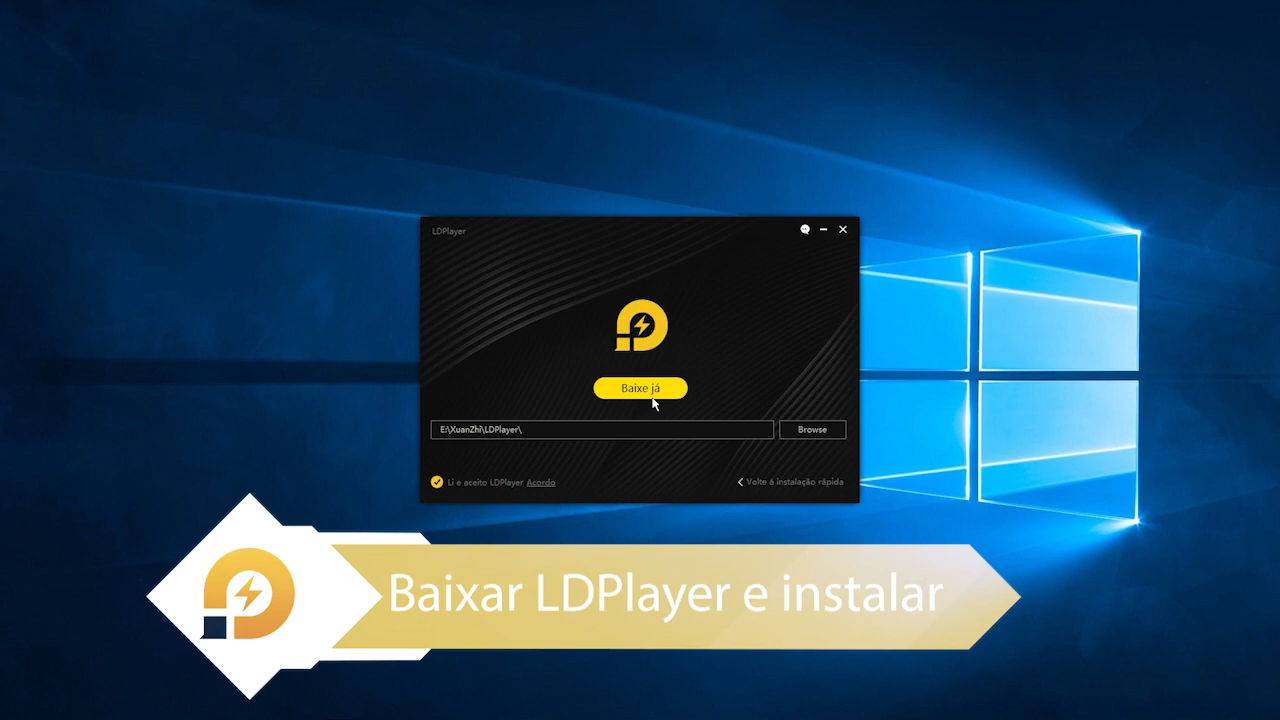 LDPlayer
Baixe já
E:\XuanZhi\LDPlayer\
Browse
Li e aceito LDPlayer Acordo
Volte á instalação rápida
Baixar LDPlayer e instalar